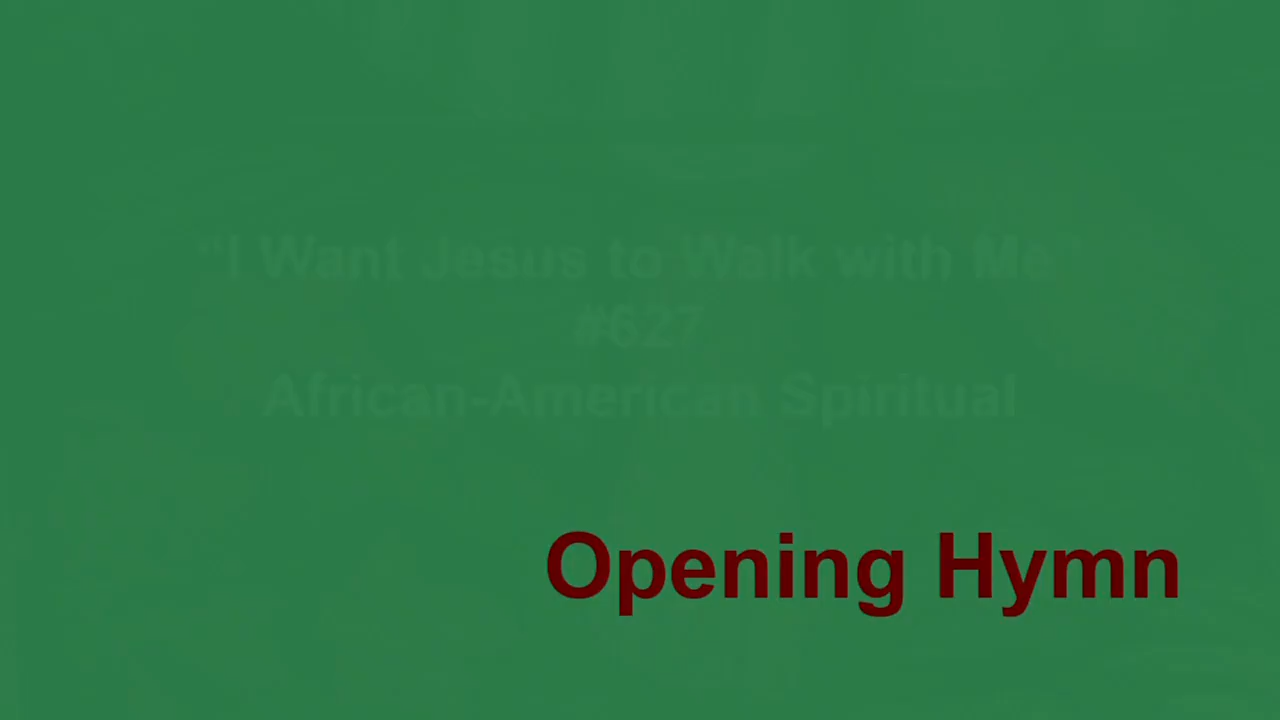 “I Want Jesus to Walk with Me”
#627
African-American Spiritual
Opening Hymn